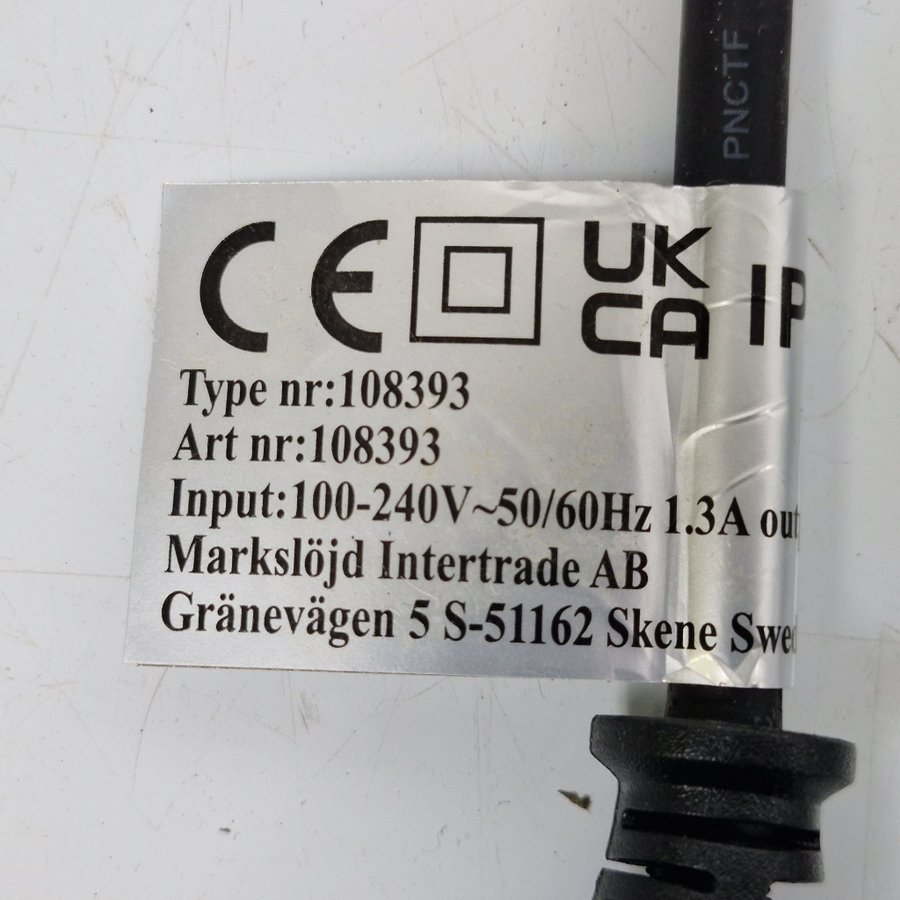 PNCTF
CE UK CA IP
Type nr:108393
Art nr:108393
Input:100-240V~50/60Hz 1.3A
Markslöjd Intertrade AB
Gränevägen 5 S-51162 Skene